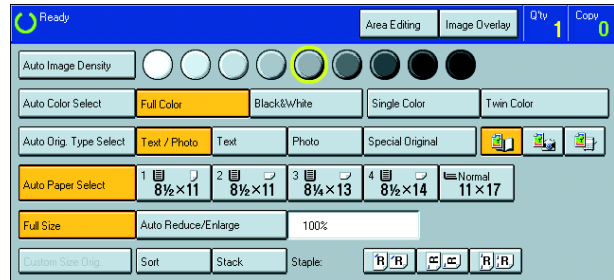 Ready Area Editing Image Overlay Q'ty 1 Copy 0
Auto Image Density
Auto Color Select Full Color Black&White Single Color Twin Color
Auto Orig. Type Select Text / Photo Text Photo Special Original
Auto Paper Select 1 8½×11 2 8½×11 3 8¼×13 4 8½×14 Normal 11×17
Full Size Auto Reduce/Enlarge 100%
Custom Size Orig. Sort Stack Staple: R R R R R R